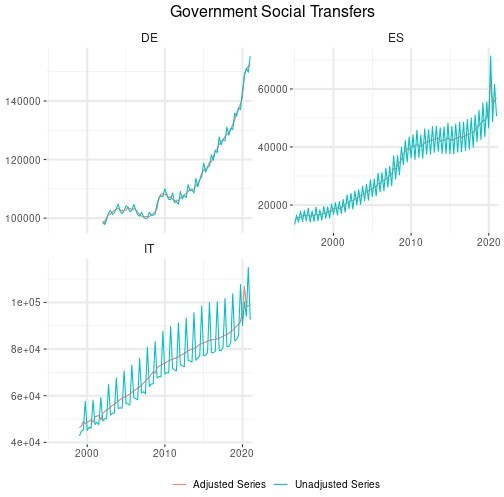 Government Social Transfers
DE
140000
120000
100000
ES
60000
40000
20000
2000
2010
2020
IT
1e+05
8e+04
6e+04
4e+04
2000
2010
2020
Adjusted Series
Unadjusted Series